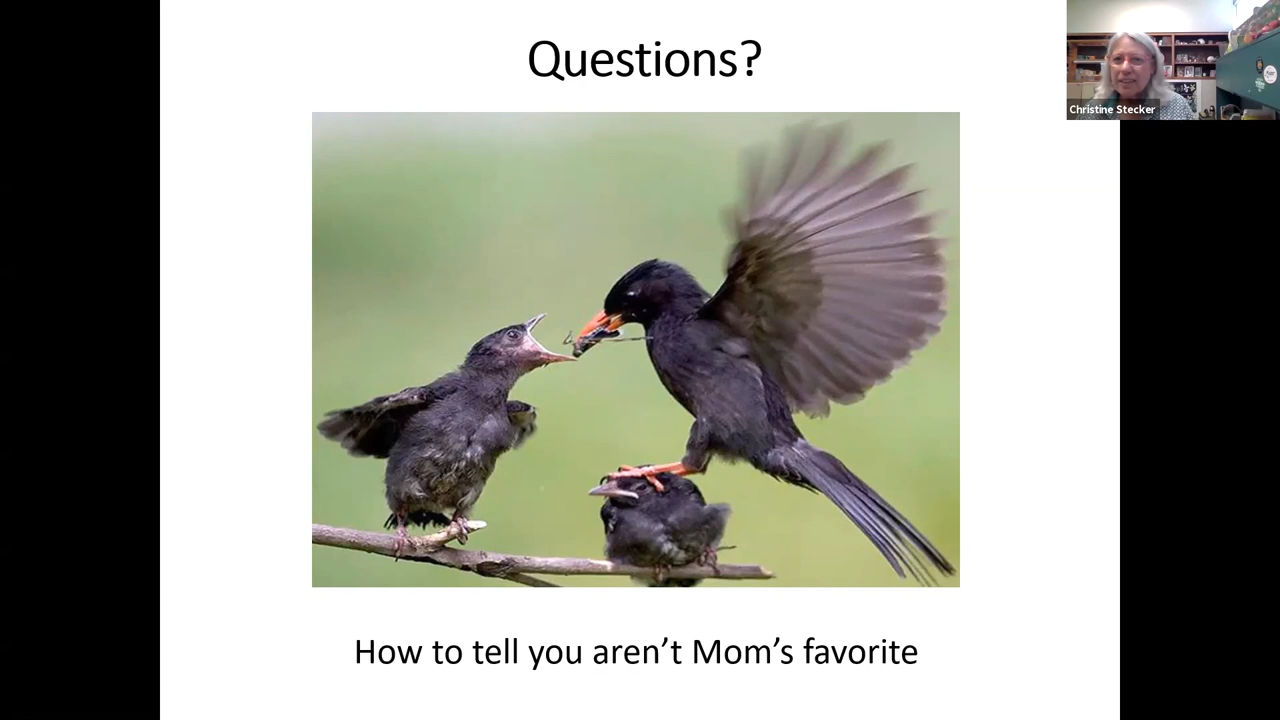 Questions?
Christine Stecker
How to tell you aren’t Mom’s favorite